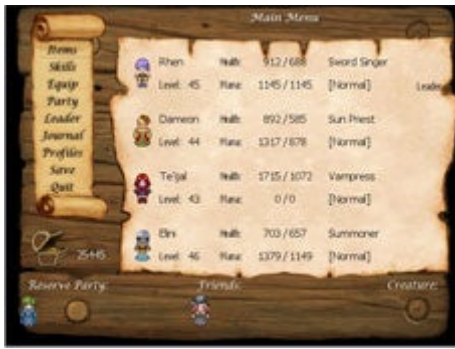 Main Menu
Items
Skills
Equip
Party
Leader
Journal
Profiles
Save
Quit
Rhen Health: 912/688 Sword Singer
Level: 45 Mana: 1145/1145 [Normal] Leader
Dameon Health: 892/585 Sun Priest
Level: 44 Mana: 1317/878 [Normal]
Te'ijal Health: 1715/1072 Vampress
Level: 43 Mana: 0/0 [Normal]
Elini Health: 703/657 Summoner
Level: 46 Mana: 1379/1149 [Normal]
25445
Reserve Party: Friends: Creature: